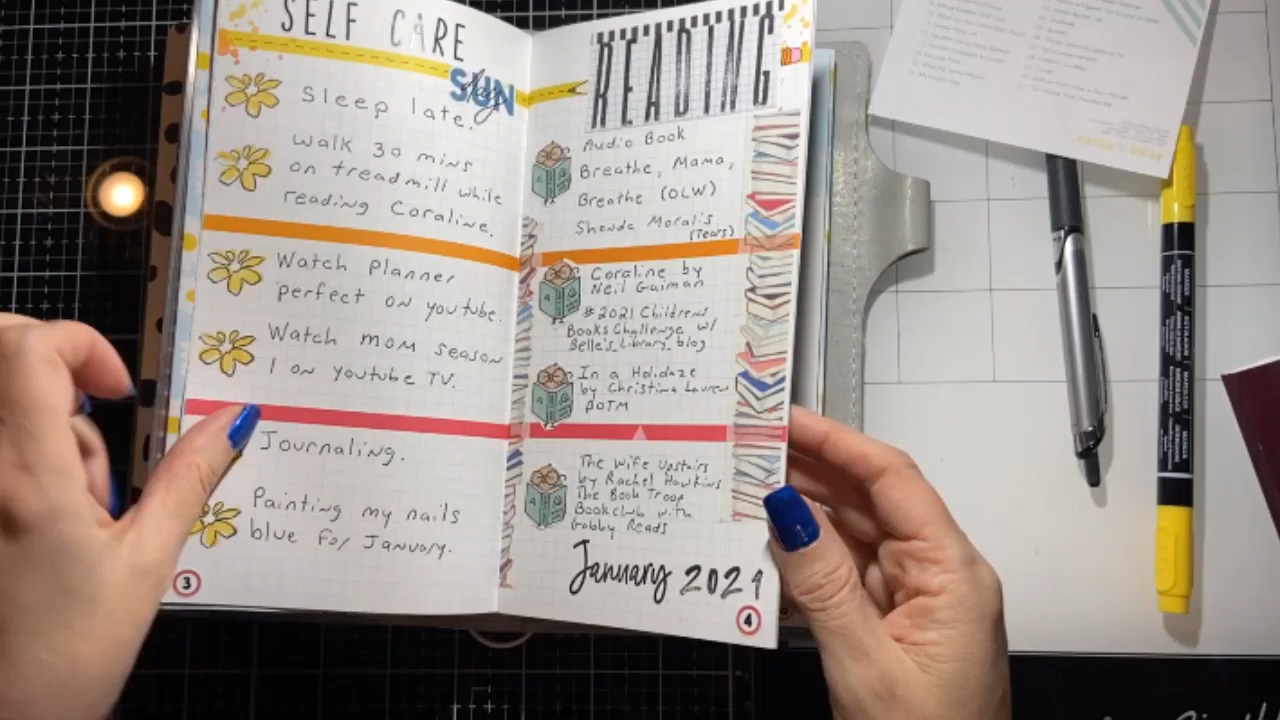 SELF CARE
SUN
day
Sleep late.
Walk 30 mins
on treadmill while
reading Coraline.
Watch Planner
perfect on youtube.
Watch mom season
1 on youtube TV.
Journaling.
Painting my nails
blue for January.
3
READING
Audio Book
Breathe, Mama,
Breathe (OLW)
Shonda Moralis
(Tears)
Coraline by
Neil Gaiman
#2021 Childrens
Books Challenge w/
Belle's Library blog
In a Holidaze
by Christina Lauren
BOTM
The Wife Upstairs
by Rachel Hawkins
The Book Troop
Bookclub with
Gabby Reads
January 2021
4